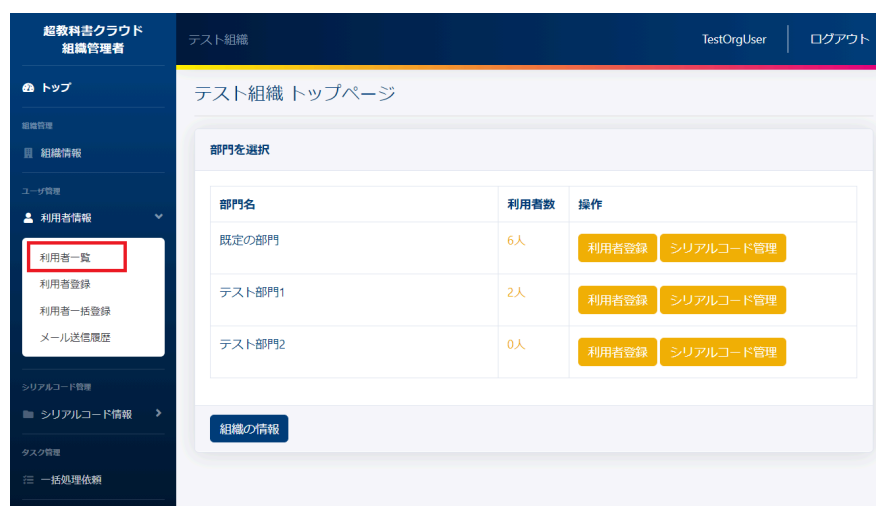 超教科書クラウド
組織管理者
テスト組織
TestOrgUser
ログアウト
トップ
組織管理
組織情報
ユーザ管理
利用者情報
利用者一覧
利用者登録
利用者一括登録
メール送信履歴
シリアルコード管理
シリアルコード情報
タスク管理
一括処理依頼
テスト組織 トップページ
部門を選択
部門名 利用者数 操作
既定の部門 6人 利用者登録 シリアルコード管理
テスト部門1 2人 利用者登録 シリアルコード管理
テスト部門2 0人 利用者登録 シリアルコード管理
組織の情報